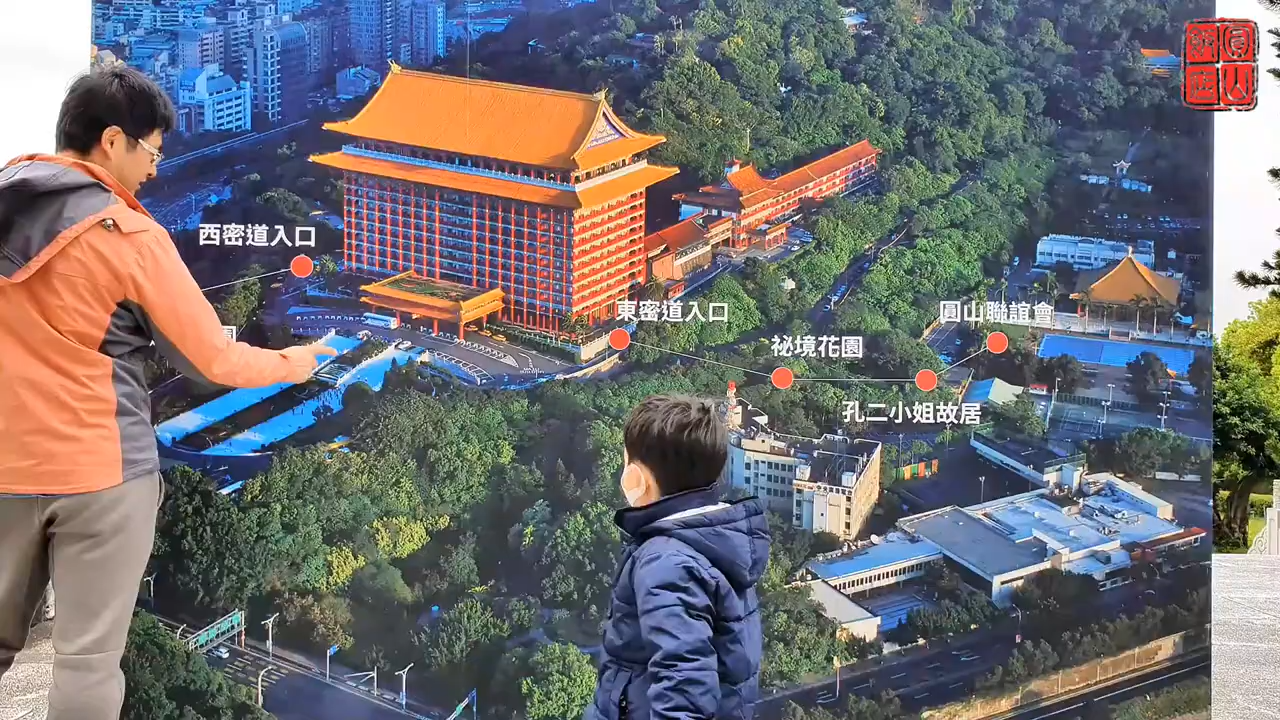 圓山
飯店
西密道入口
東密道入口
圓山聯誼會
祕境花園
園
孔二小姐故居